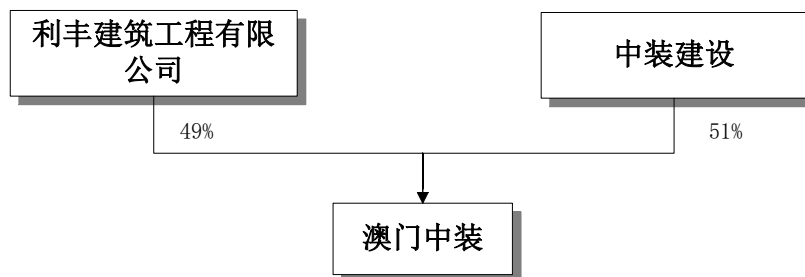 利丰建筑工程有限
公司
中装建设
49%
51%
澳门中装